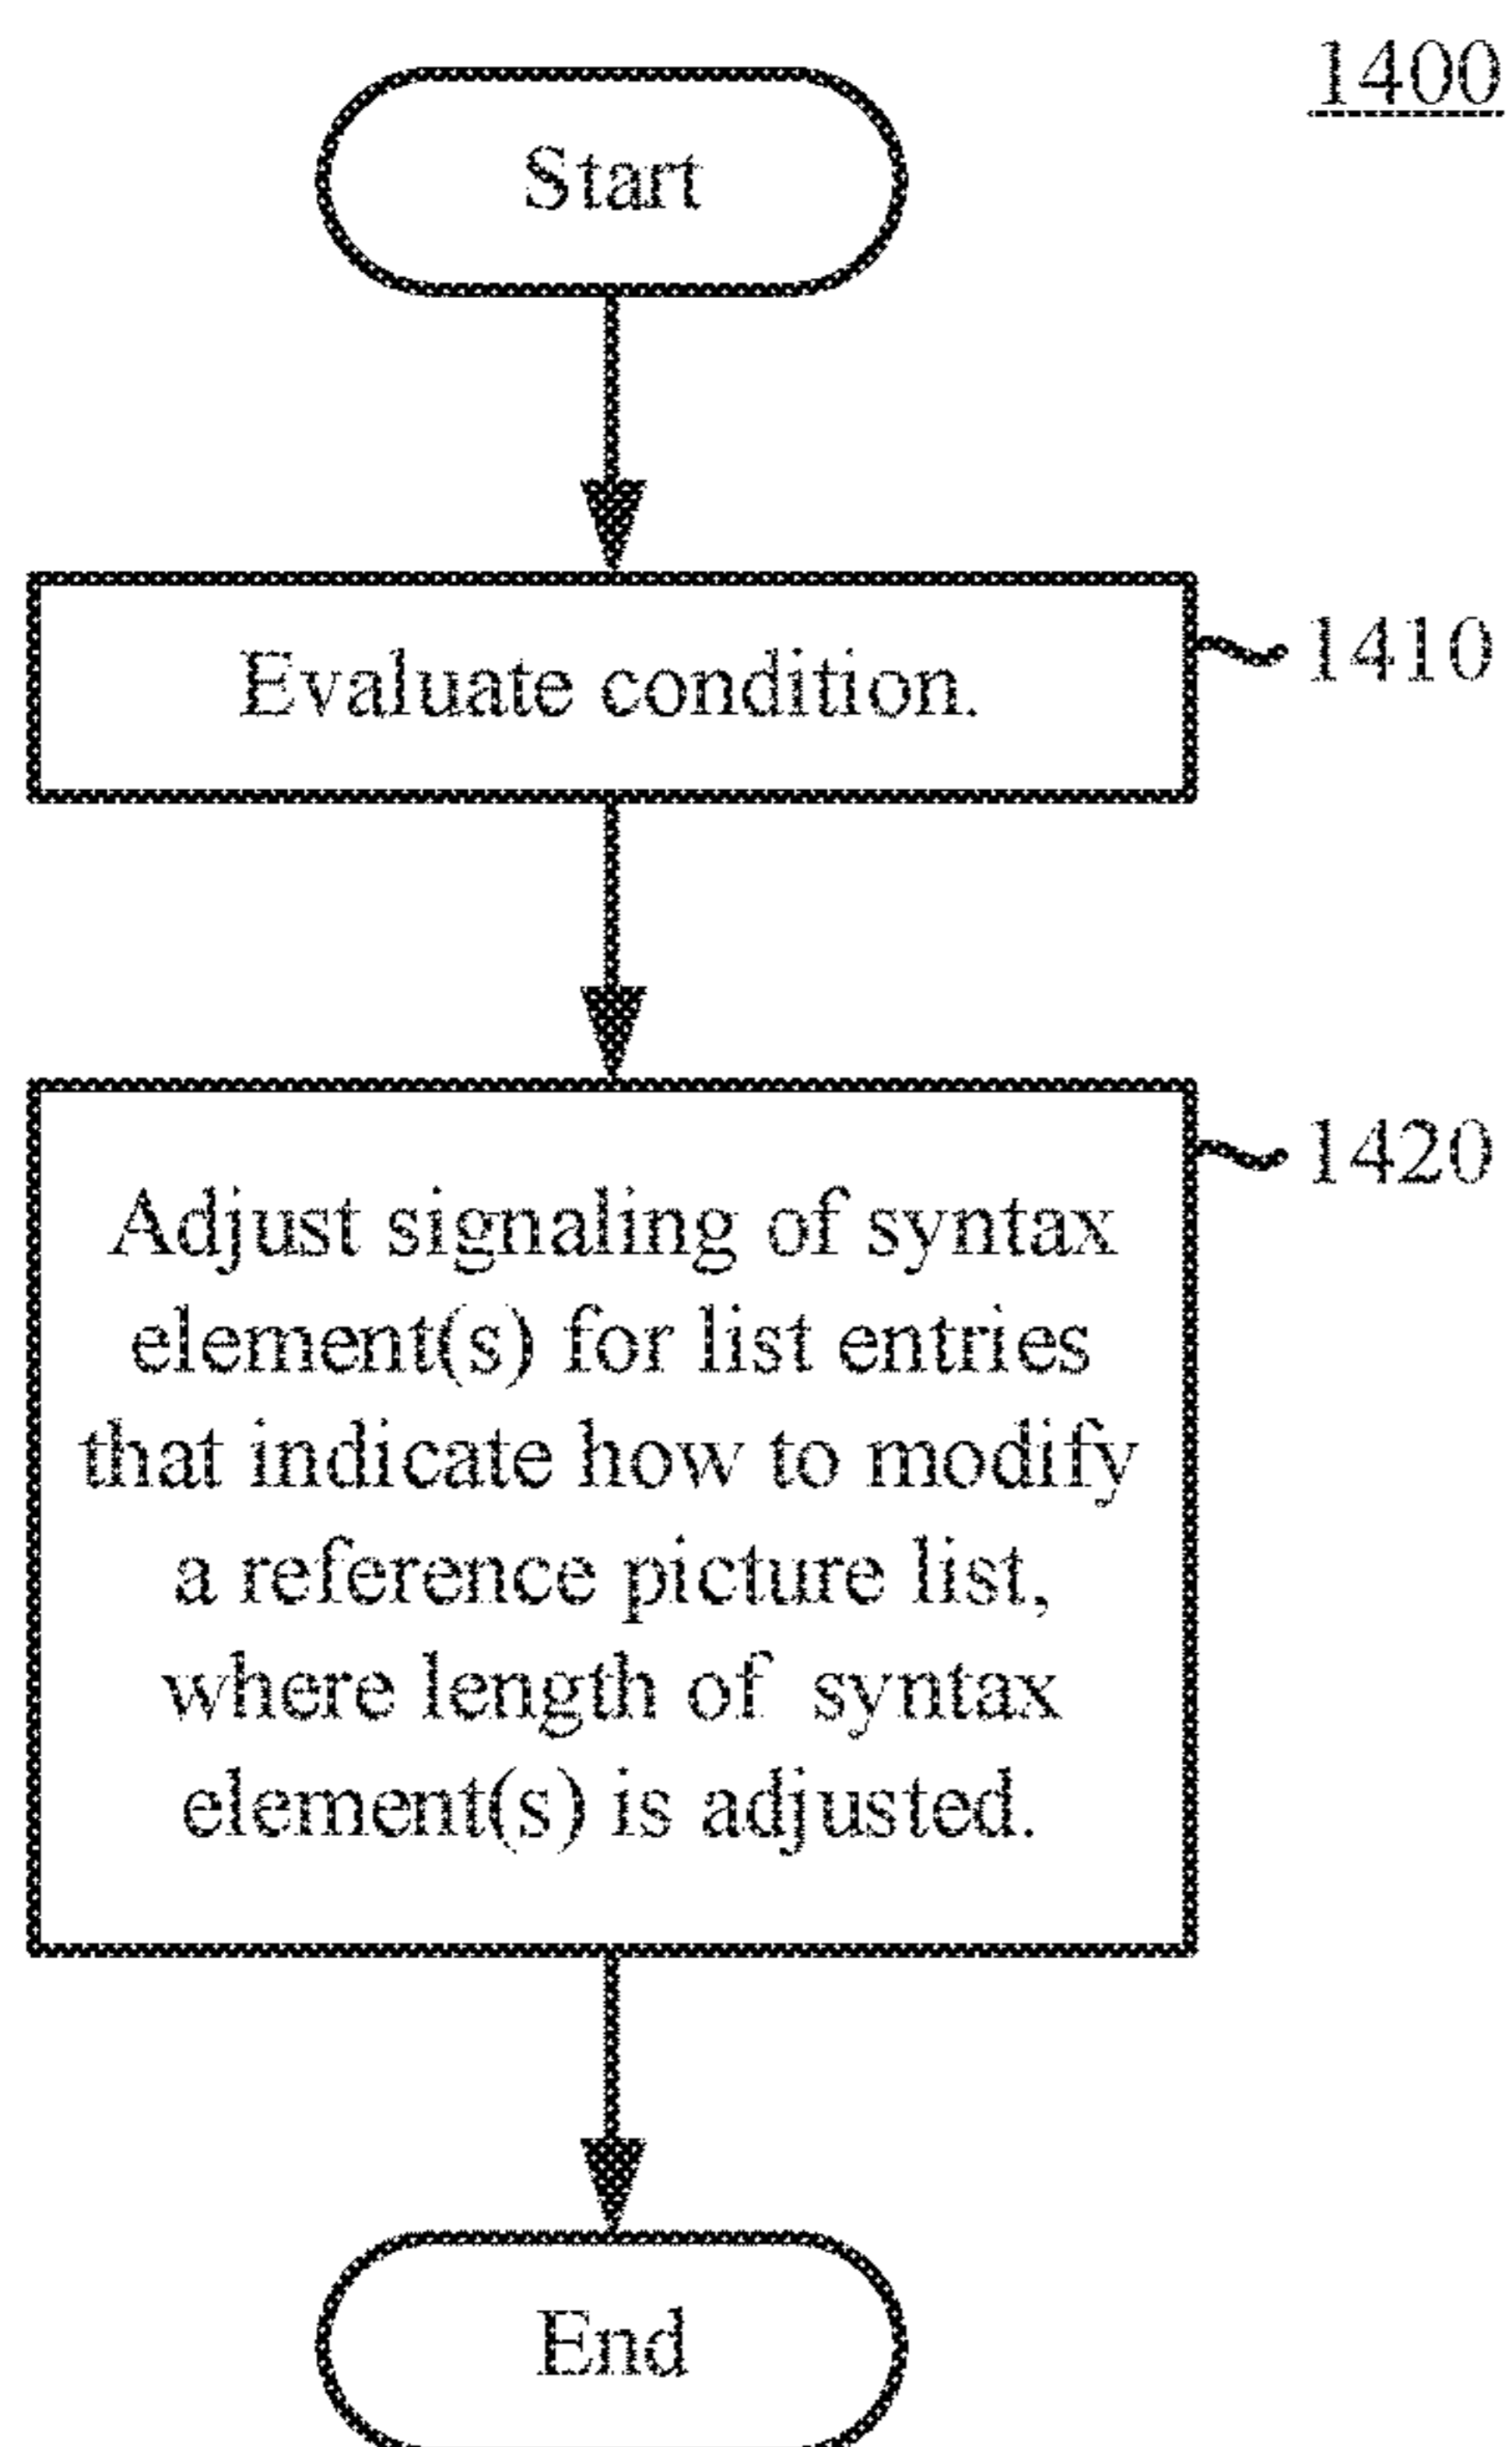 1400
Start
Evaluate condition.
1410
Adjust signaling of syntax
1420
element(s) for list entries
that indicate how to modify
a reference picture list,
where length of syntax
element(s) is adjusted.
End